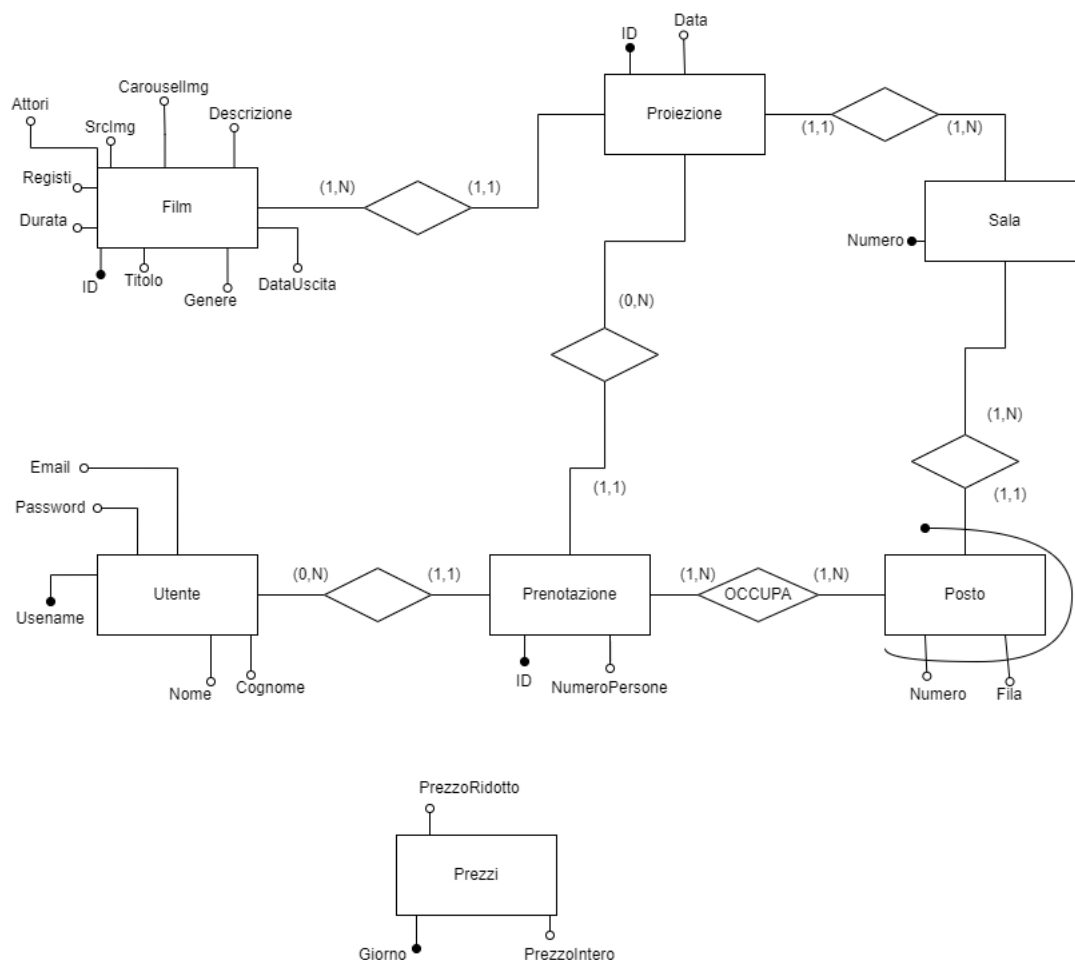 ID
Data
CarouselImg
Attori
SrcImg
Descrizione
Proiezione
(1,1)
(1,N)
Registi
(1,N)
(1,1)
Film
Durata
Sala
Numero
ID
Titolo
Genere
DataUscita
(0,N)
(1,N)
Email
(1,1)
(1,1)
Password
(0,N)
(1,1)
(1,N)
(1,N)
Utente
Prenotazione
OCCUPA
Posto
Usename
Nome
Cognome
ID
NumeroPersone
Numero
Fila
PrezzoRidotto
Prezzi
Giorno
PrezzoIntero